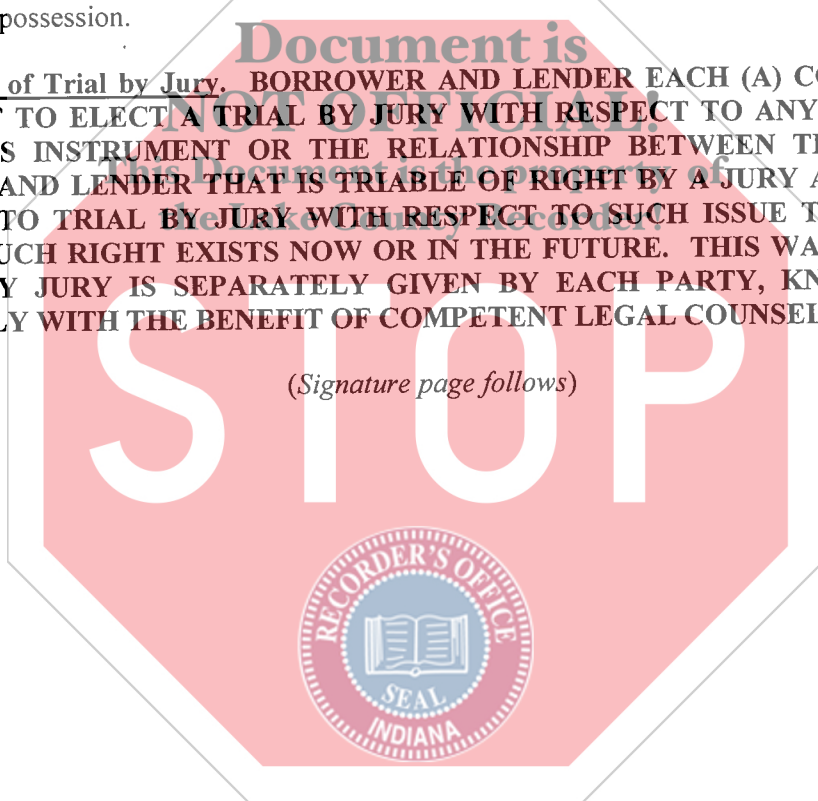 possession.
Document is
of Trial by Jury. BORROWER AND LENDER EACH (A) CO
TO ELECT A TRIAL BY JURY WITH RESPECT TO ANY
NOT OFFICIAL!
S INSTRUMENT OR THE RELATIONSHIP BETWEEN
This Document is the property of
AND LENDER THAT IS TRIABLE OF RIGHT BY A JURY A
TO TRIAL BY JURY WITH RESPECT TO SUCH ISSUE T
the Lake County Recorder!
UCH RIGHT EXISTS NOW OR IN THE FUTURE. THIS WA
Y JURY IS SEPARATELY GIVEN BY EACH PARTY, KN
LY WITH THE BENEFIT OF COMPETENT LEGAL COUNSEL
(Signature page follows)
STOP
RECORDER'S OFFICE
SEAL
INDIANA